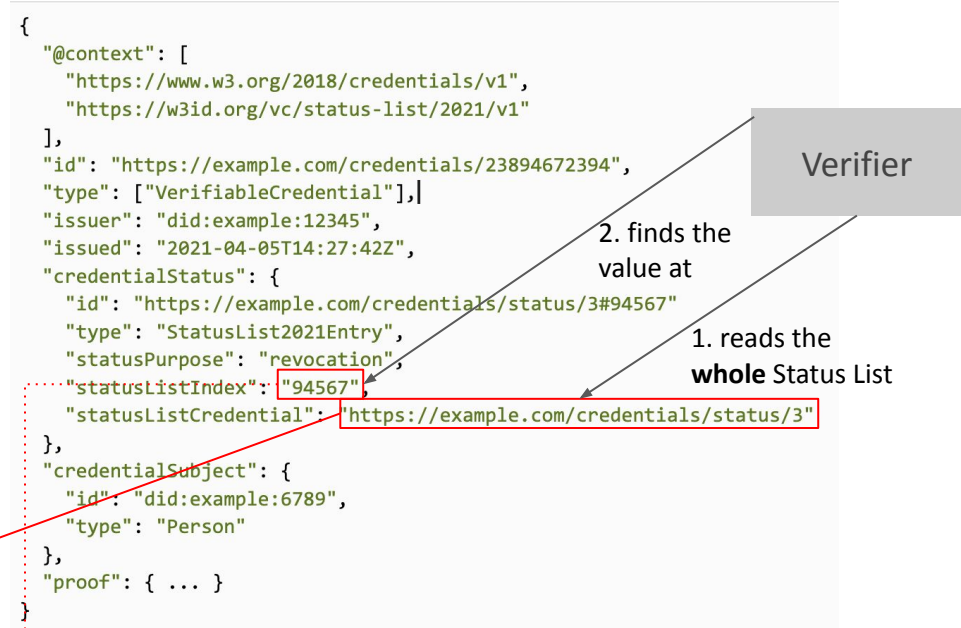 {
  "@context": [
    "https://www.w3.org/2018/credentials/v1",
    "https://w3id.org/vc/status-list/2021/v1"
  ],
  "id": "https://example.com/credentials/23894672394",
  "type": ["VerifiableCredential"],
  "issuer": "did:example:12345",
  "issued": "2021-04-05T14:27:42Z",
  "credentialStatus": {
    "id": "https://example.com/credentials/status/3#94567"
    "type": "StatusList2021Entry",
    "statusPurpose": "revocation",
    "statusListIndex": "94567",
    "statusListCredential": "https://example.com/credentials/status/3"
  },
  "credentialSubject": {
    "id": "did:example:6789",
    "type": "Person"
  },
  "proof": { ... }
}
Verifier
2. finds the
value at
1. reads the
whole Status List